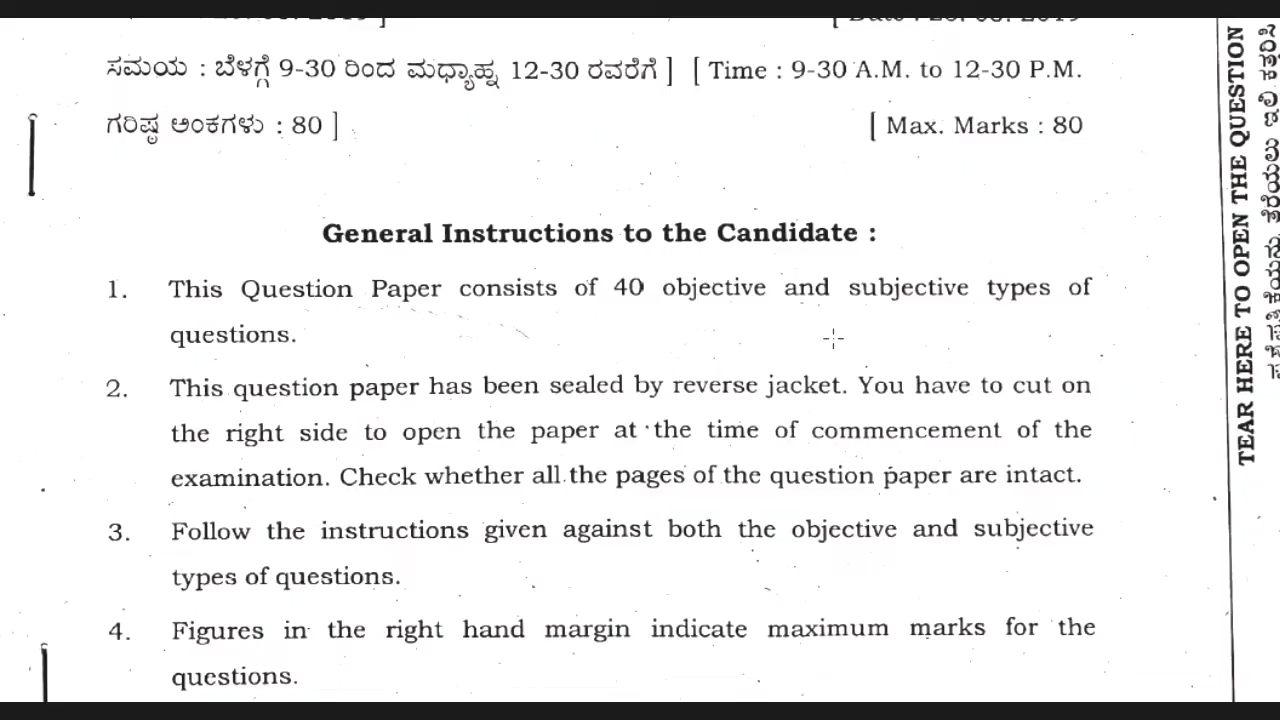 ಸಮಯ : ಬೆಳಗ್ಗೆ 9-30 ರಿಂದ ಮಧ್ಯಾಹ್ನ 12-30 ರವರೆಗೆ ] [ Time : 9-30 A.M. to 12-30 P.M.
ಗರಿಷ್ಠ ಅಂಕಗಳು : 80 ] [ Max. Marks : 80
General Instructions to the Candidate :
1. This Question Paper consists of 40 objective and subjective types of
questions.
2. This question paper has been sealed by reverse jacket. You have to cut on
the right side to open the paper at the time of commencement of the
examination. Check whether all the pages of the question paper are intact.
3. Follow the instructions given against both the objective and subjective
types of questions.
4. Figures in the right hand margin indicate maximum marks for the
questions.
TEAR HERE TO OPEN THE QUESTION